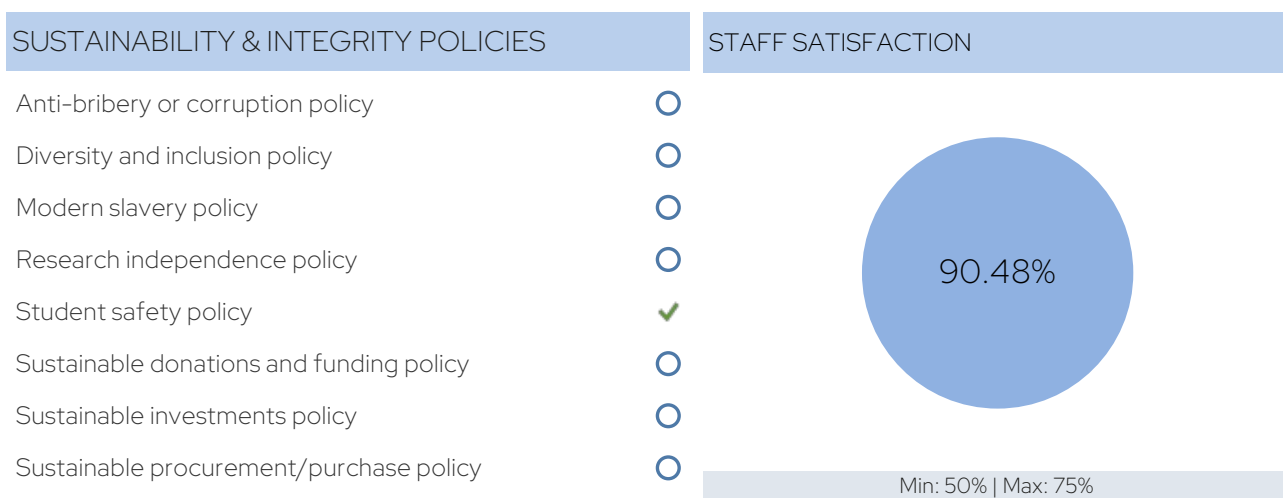 SUSTAINABILITY & INTEGRITY POLICIES
Anti-bribery or corruption policy
Diversity and inclusion policy
Modern slavery policy
Research independence policy
Student safety policy
Sustainable donations and funding policy
Sustainable investments policy
Sustainable procurement/purchase policy
STAFF SATISFACTION
90.48%
Min: 50% | Max: 75%